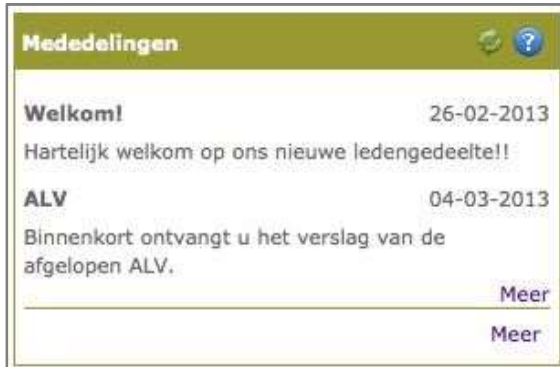 Mededelingen
Welkom! 26-02-2013
Hartelijk welkom op ons nieuwe ledengedeelte!!
ALV 04-03-2013
Binnenkort ontvangt u het verslag van de
afgelopen ALV.
Meer
Meer